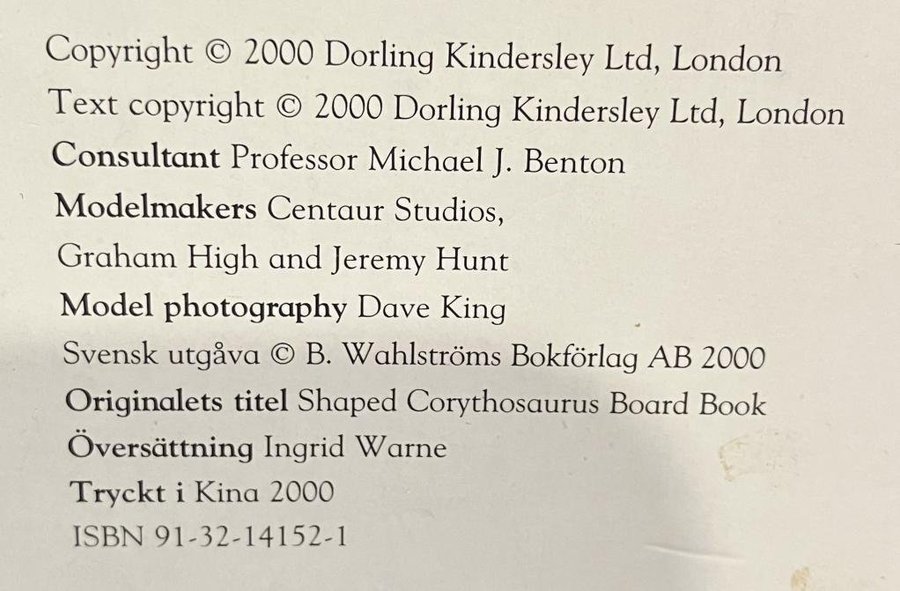 Copyright © 2000 Dorling Kindersley Ltd, London
Text copyright © 2000 Dorling Kindersley Ltd, London
Consultant Professor Michael J. Benton
Modelmakers Centaur Studios,
Graham High and Jeremy Hunt
Model photography Dave King
Svensk utgåva © B. Wahlströms Bokförlag AB 2000
Originalets titel Shaped Corythosaurus Board Book
Översättning Ingrid Warne
Tryckt i Kina 2000
ISBN 91-32-14152-1